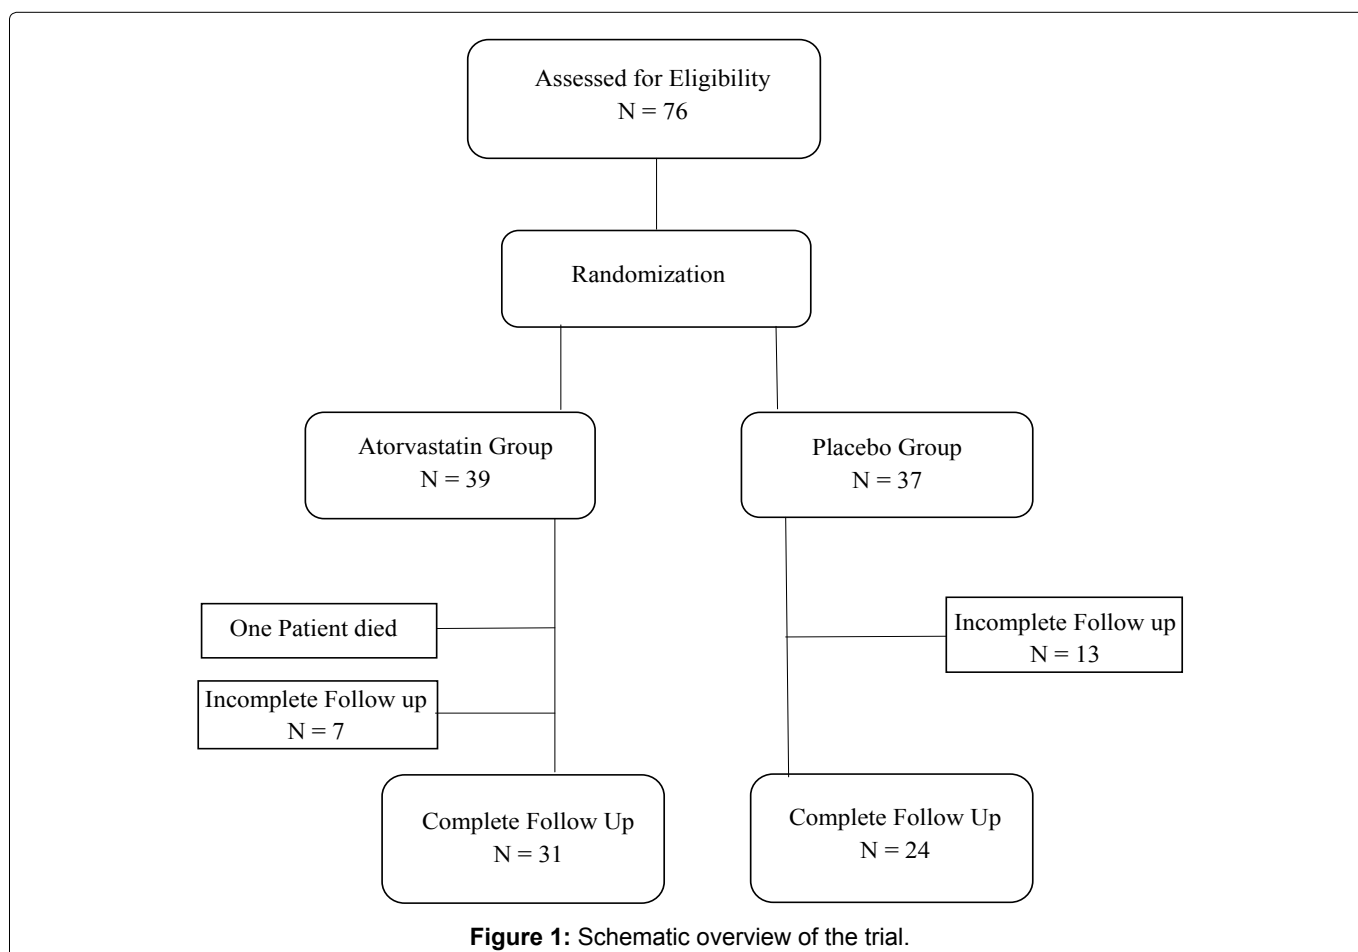 Assessed for Eligibility
N = 76
Randomization
Atorvastatin Group
N = 39
Placebo Group
N = 37
One Patient died
Incomplete Follow up
N = 7
Incomplete Follow up
N = 13
Complete Follow Up
N = 31
Complete Follow Up
N = 24
Figure 1: Schematic overview of the trial.